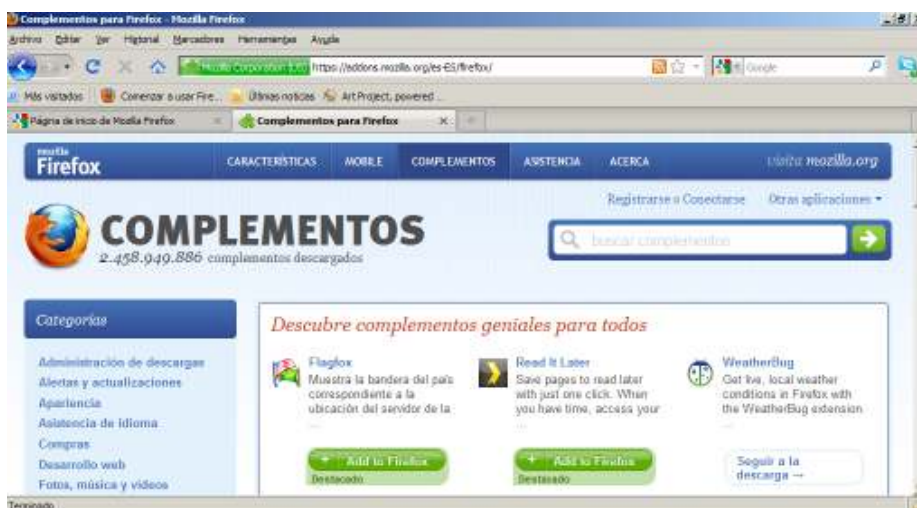 Complementos para Firefox - Mozilla Firefox
Archivo Editar Ver Historial Marcadores Herramientas Ayuda
Mozilla Corporation https://addons.mozilla.org/es-ES/firefox/ Google
Más visitados Comenzar a usar Fire... Últimas noticias Art Project, powered ...
Página de inicio de Mozilla Firefox Complementos para Firefox
mozilla
Firefox CARACTERÍSTICAS MOBILE COMPLEMENTOS ASISTENCIA ACERCA visita mozilla.org
Registrarse o Conectarse Otras aplicaciones
COMPLEMENTOS
buscar complementos
2.458.949.886 complementos descargados
Categorías
Descubre complementos geniales para todos
Administración de descargas
Alertas y actualizaciones
Apariencia
Asistencia de idioma
Compras
Desarrollo web
Fotos, música y videos
Flagfox
Muestra la bandera del país
correspondiente a la
ubicación del servidor de la
...
+ Add to Firefox
Destacado
Read It Later
Save pages to read later
with just one click. When
you have time, access your
...
+ Add to Firefox
Destacado
WeatherBug
Get live, local weather
conditions in Firefox with
the WeatherBug extension
...
Seguir a la
descarga →
Terminado